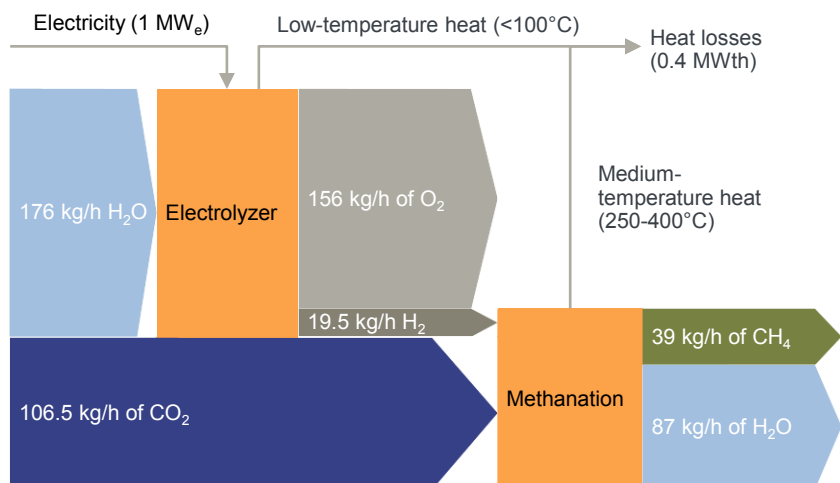 Electricity (1 MWₑ)
Low-temperature heat (<100°C)
Heat losses
(0.4 MWth)
176 kg/h H₂O
Electrolyzer
156 kg/h of O₂
Medium-
temperature heat
(250-400°C)
19.5 kg/h H₂
39 kg/h of CH₄
106.5 kg/h of CO₂
Methanation
87 kg/h of H₂O